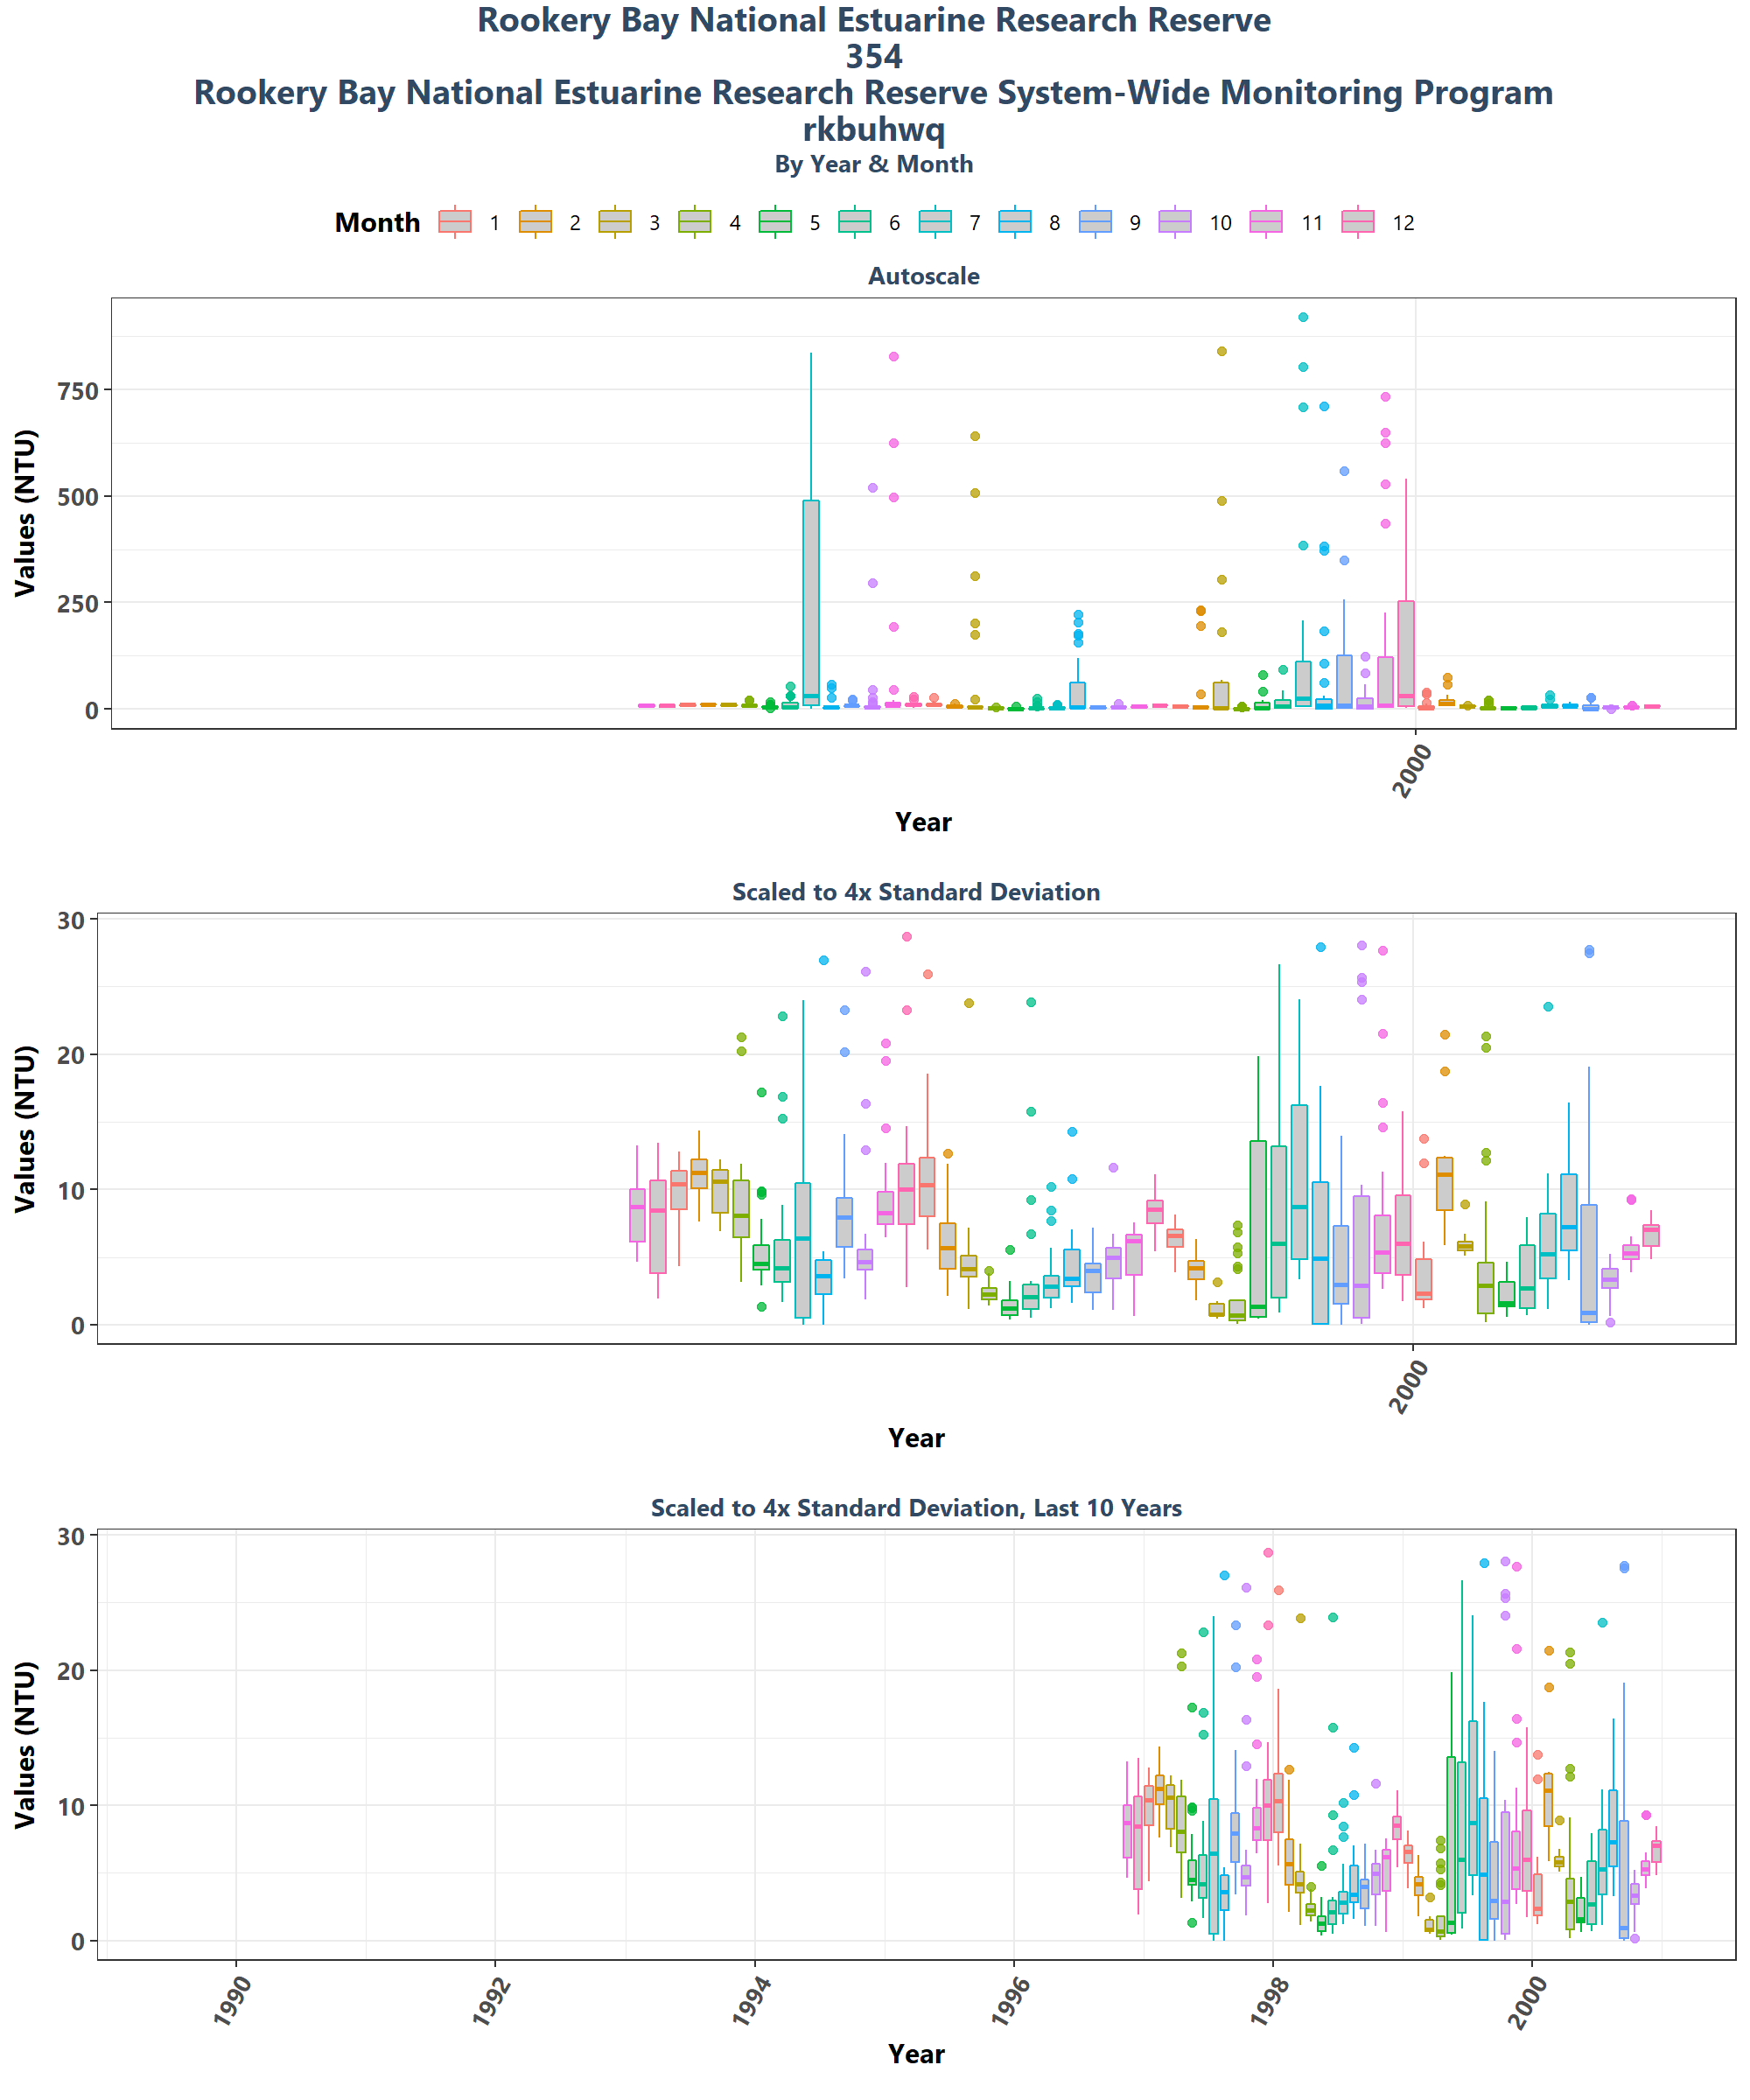 Rookery Bay National Estuarine Research Reserve
354
Rookery Bay National Estuarine Research Reserve System-Wide Monitoring Program
rkbuhwq
By Year & Month
Month 1 2 3 4 5 6 7 8 9 10 11 12
Autoscale
Values (NTU)
750
500
250
0
2000
Year
Scaled to 4x Standard Deviation
Values (NTU)
30
20
10
0
2000
Year
Scaled to 4x Standard Deviation, Last 10 Years
Values (NTU)
30
20
10
0
1990 1992 1994 1996 1998 2000
Year